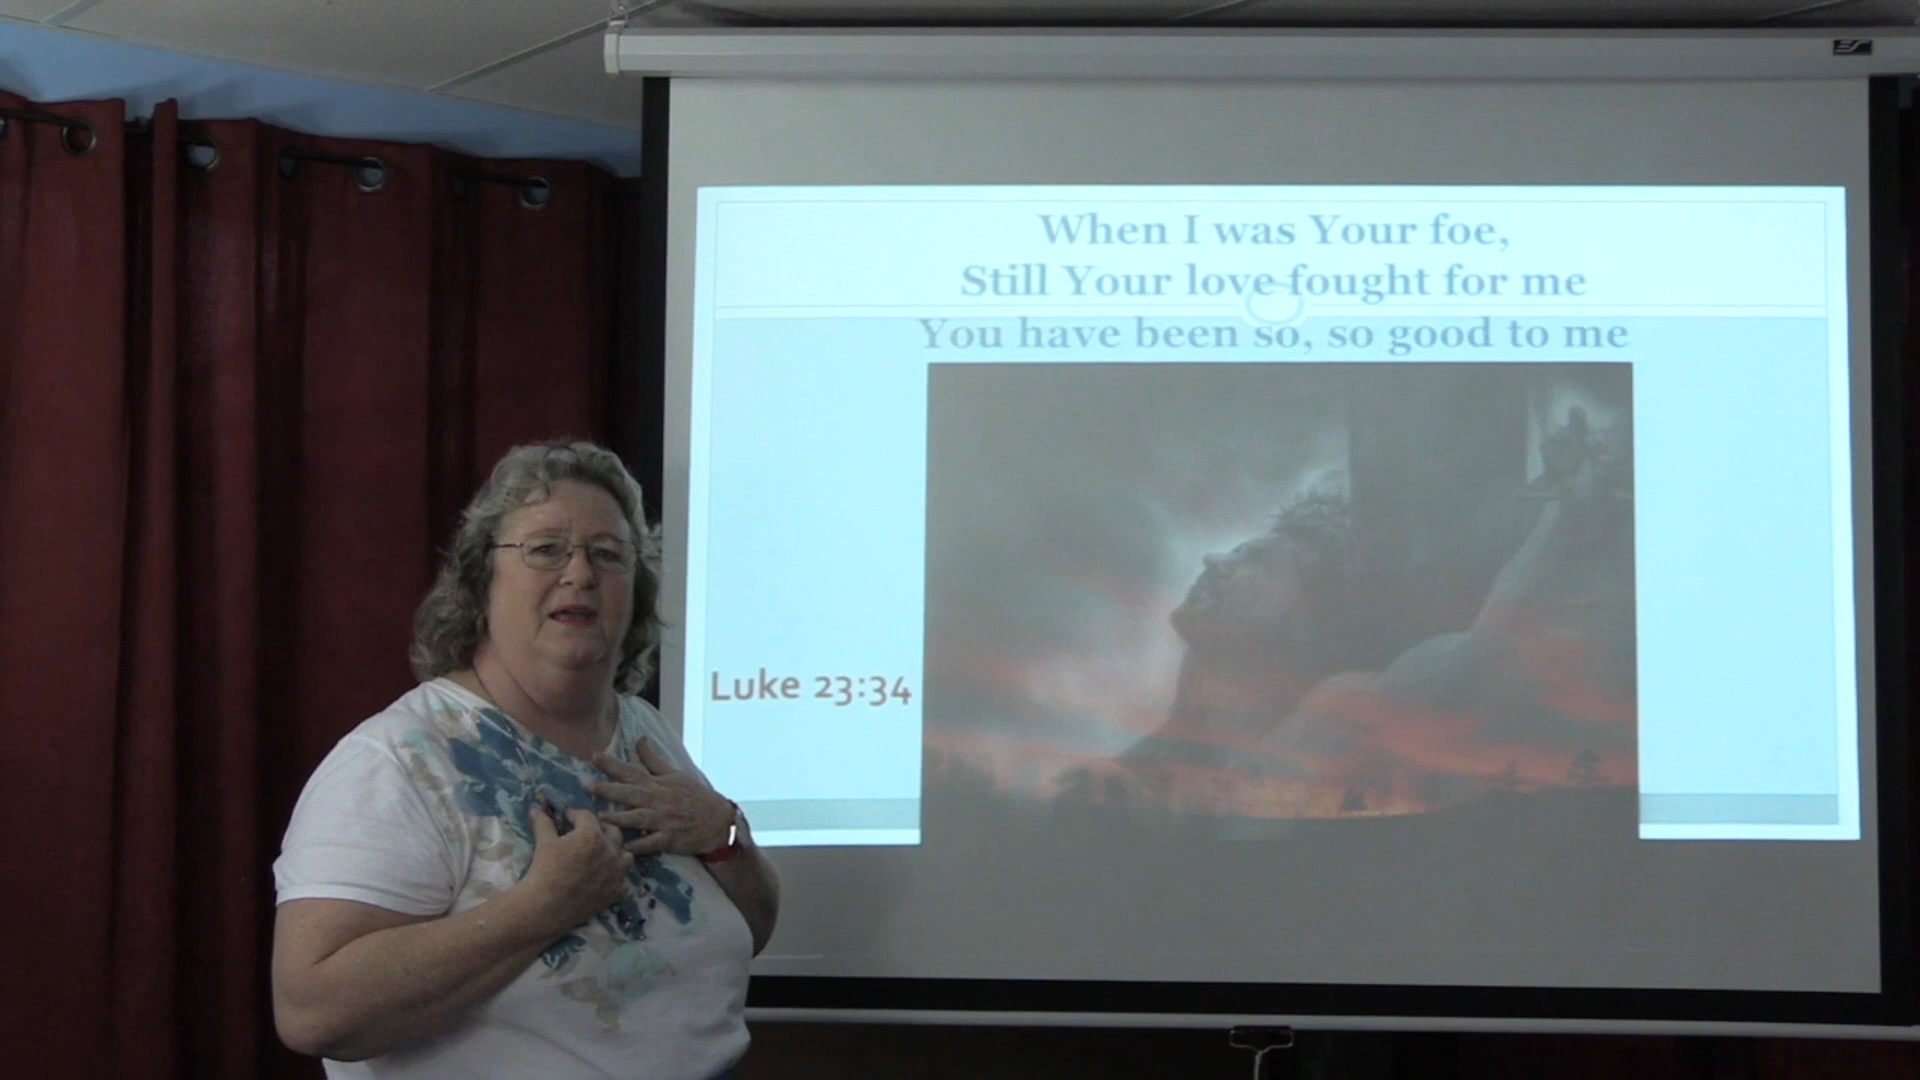 When I was Your foe,
Still Your love fought for me
You have been so, so good to me
Luke 23:34